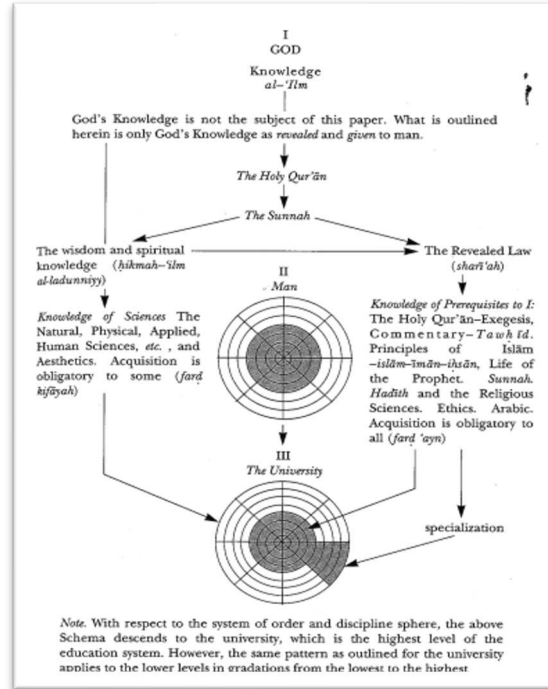 I
GOD
Knowledge
al-'Ilm
God's Knowledge is not the subject of this paper. What is outlined
herein is only God's Knowledge as revealed and given to man.
The Holy Qur'ān
The Sunnah
The wisdom and spiritual
knowledge (ḥikmah–'ilm
al-ladunniyy)
The Revealed Law
(sharī'ah)
II
Man
Knowledge of Sciences The
Natural, Physical, Applied,
Human Sciences, etc., and
Aesthetics. Acquisition is
obligatory to some (farḍ
kifāyah)
Knowledge of Prerequisites to I:
The Holy Qur'ān–Exegesis,
Commentary–Tawḥīd.
Principles of Islām
–islām–īmān–iḥsān, Life of
the Prophet. Sunnah.
Ḥadīth and the Religious
Sciences. Ethics. Arabic.
Acquisition is obligatory to
all (farḍ 'ayn)
III
The University
specialization
Note. With respect to the system of order and discipline sphere, the above
Schema descends to the university, which is the highest level of the
education system. However, the same pattern as outlined for the university
applies to the lower levels in gradations from the lowest to the highest